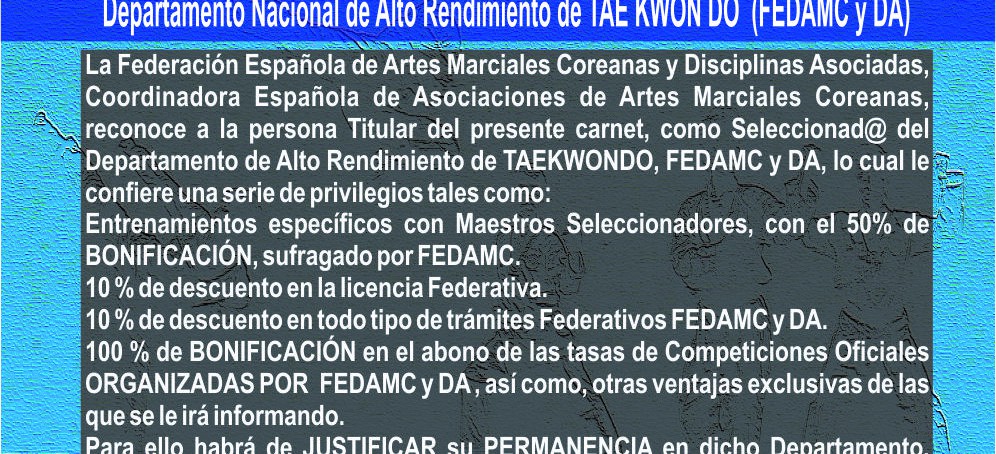 Departamento Nacional de Alto Rendimiento de TAE KWON DO (FEDAMC y DA)
La Federación Española de Artes Marciales Coreanas y Disciplinas Asociadas,
Coordinadora Española de Asociaciones de Artes Marciales Coreanas,
reconoce a la persona Titular del presente carnet, como Seleccionad@ del
Departamento de Alto Rendimiento de TAEKWONDO, FEDAMC y DA, lo cual le
confiere una serie de privilegios tales como:
Entrenamientos específicos con Maestros Seleccionadores, con el 50% de
BONIFICACIÓN, sufragado por FEDAMC.
10 % de descuento en la licencia Federativa.
10 % de descuento en todo tipo de trámites Federativos FEDAMC y DA.
100 % de BONIFICACIÓN en el abono de las tasas de Competiciones Oficiales
ORGANIZADAS POR FEDAMC y DA , así como, otras ventajas exclusivas de las
que se le irá informando.
Para ello habrá de JUSTIFICAR su PERMANENCIA en dicho Departamento,